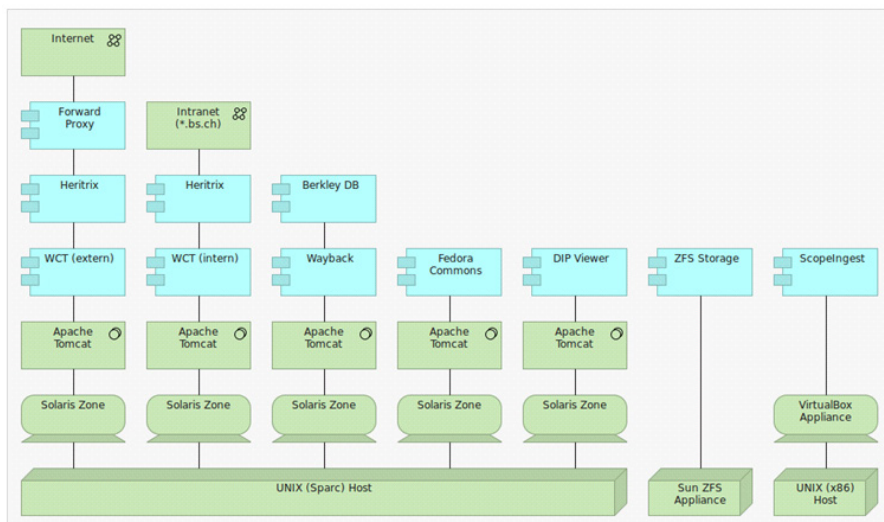 Internet
Forward
Proxy
Intranet
(*.bs.ch)
Heritrix
Heritrix
Berkley DB
WCT (extern)
WCT (intern)
Wayback
Fedora
Commons
DIP Viewer
ZFS Storage
ScopeIngest
Apache
Tomcat
Apache
Tomcat
Apache
Tomcat
Apache
Tomcat
Apache
Tomcat
Solaris Zone
Solaris Zone
Solaris Zone
Solaris Zone
Solaris Zone
VirtualBox
Appliance
UNIX (Sparc) Host
Sun ZFS
Appliance
UNIX (x86)
Host